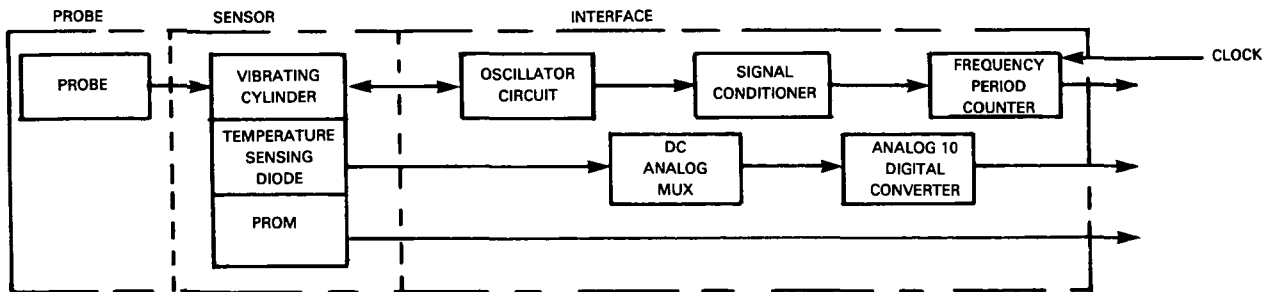 PROBE
SENSOR
INTERFACE
PROBE
VIBRATING
CYLINDER
OSCILLATOR
CIRCUIT
SIGNAL
CONDITIONER
FREQUENCY
PERIOD
COUNTER
CLOCK
TEMPERATURE
SENSING
DIODE
DC
ANALOG
MUX
ANALOG 10
DIGITAL
CONVERTER
PROM